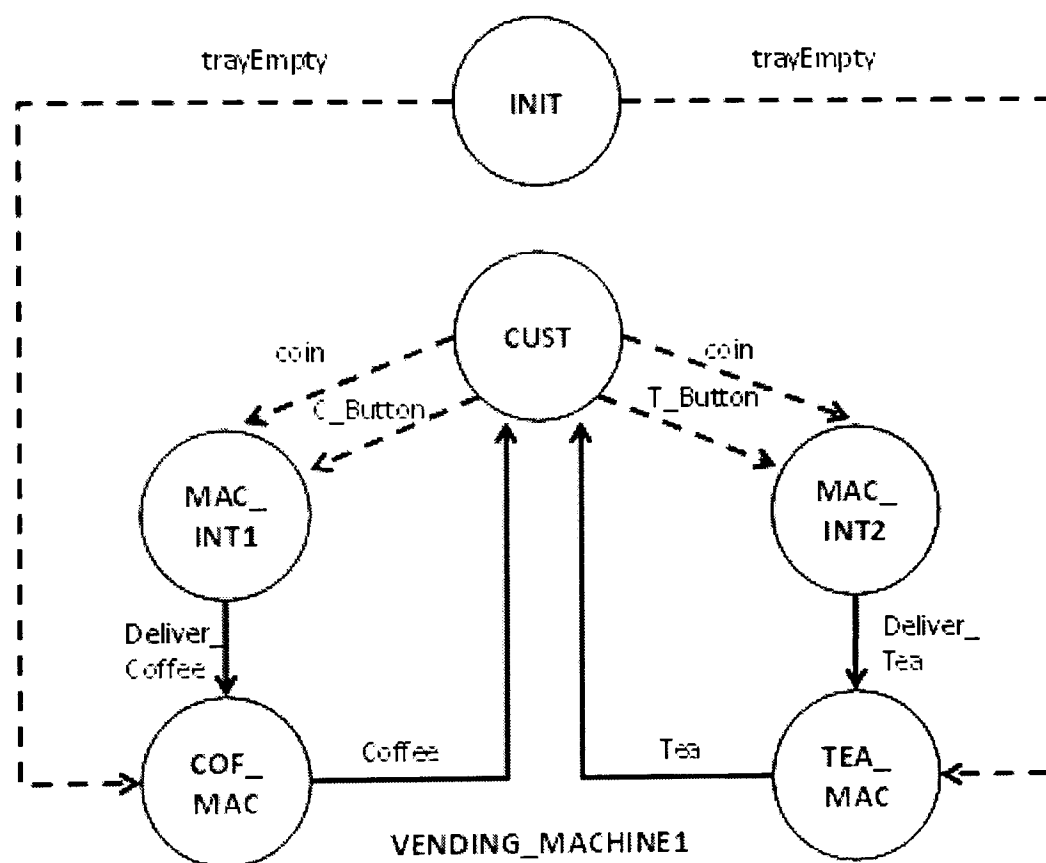 trayEmpty
trayEmpty
INIT
CUST
coin
coin
C_Button
T_Button
MAC_
INT1
MAC_
INT2
Deliver_
Coffee
Deliver_
Tea
COF_
MAC
Coffee
Tea
TEA_
MAC
VENDING_MACHINE1